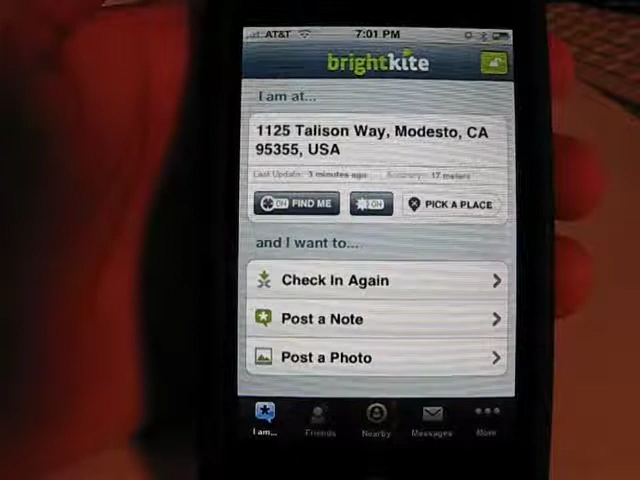 AT&T 7:01 PM
brightkite
I am at...
1125 Talison Way, Modesto, CA
95355, USA
Last Update: 3 minutes ago Accuracy: 17 meters
ON FIND ME ON PICK A PLACE
and I want to...
Check In Again
Post a Note
Post a Photo
I am... Friends Nearby Messages More